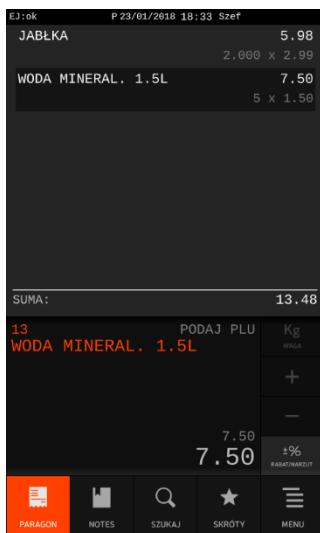 EJ:ok P 23/01/2018 18:33 Szef
JABŁKA 5.98
2.000 x 2.99
WODA MINERAL. 1.5L 7.50
5 x 1.50
SUMA: 13.48
13 PODAJ PLU
WODA MINERAL. 1.5L
7.50
7.50
Kg
WAGA
+
−
±%
RABAT/NARZUT
PARAGON NOTES SZUKAJ SKRÓTY MENU